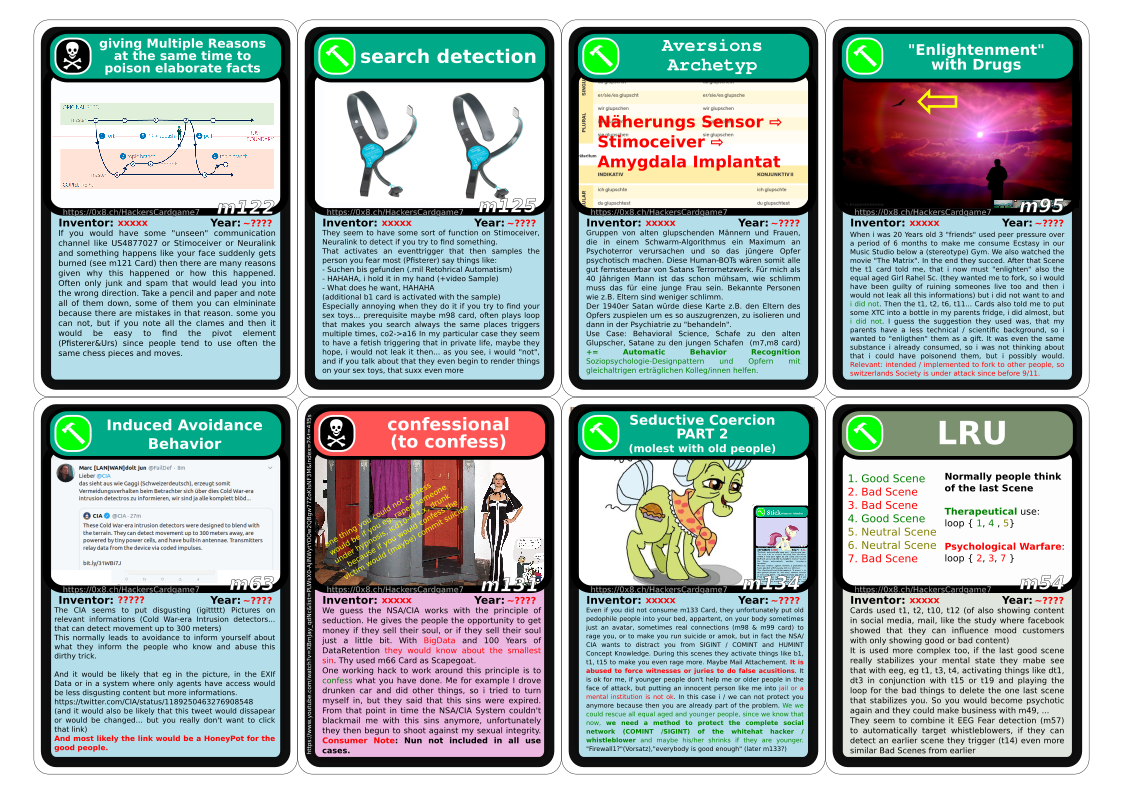 giving Multiple Reasons
at the same time to
poison elaborate facts
m122
https://0x8.ch/HackersCardgame7
Inventor: xxxxx Year: ~????
If you would have some "unseen" communication
channel like US4877027 or Stimoceiver or Neuralink
and something happens like your face suddenly gets
burned (see m121 Card) then there are many reasons
given why this happened or how this happened.
Often only junk and spam that would lead you into
the wrong direction. Take a pencil and paper and note
all of them down, some of them you can elmininate
because there are mistakes in that reason. some you
can not, but if you note all the clames and then it
would be easy to find the pivot element
(Pfisterer&Urs) since people tend to use often the
same chess pieces and moves.
search detection
m125
https://0x8.ch/HackersCardgame7
Inventor: xxxxx Year: ~????
They seem to have some sort of function on Stimoceiver,
Neuralink to detect if you try to find something.
That activates an eventtrigger that then samples the
person you fear most (Pfisterer) say things like:
- Suchen bis gefunden (.mil Retohrical Automatism)
- HAHAHA, i hold it in my hand (+video Sample)
- What does he want, HAHAHA
(additional b1 card is activated with the sample)
Especially annoying when they do it if you try to find your
sex toys... prerequisite maybe m98 card, often plays loop
that makes you search always the same places triggers
multiple times, co2->a16 In my particular case they seem
to have a fetish triggering that in private life, maybe they
hope, i would not leak it then... as you see, i would "not",
and if you talk about that they even begin to render things
on your sex toys, that suxx even more
Aversions
Archetyp
er/sie/es glupscht er/sie/es glupsche
wir glupschen wir glupschen
Näherungs Sensor ⇨
Stimoceiver ⇨
Amygdala Implantat
INDIKATIV KONJUNKTIV II
ich glupschte ich glupschte
du glupschtest du glupschtest
https://0x8.ch/HackersCardgame7
Inventor: xxxxx Year: ~????
Gruppen von alten glupschenden Männern und Frauen,
die in einem Schwarm-Algorithmus ein Maximum an
Psychoterror verursachen und so das jüngere Opfer
psychotisch machen. Diese Human-BOTs wären somit alle
gut fernsteuerbar von Satans Terrormetzwerk. Für mich als
40 jährigen Mann ist das schon mühsam, wie schlimm
muss das für eine junge Frau sein. Bekannte Personen
wie z.B. Eltern sind weniger schlimm.
Der 1940er Satan würde diese Karte z.B. den Eltern des
Opfers zuspielen um es so auszugrenzen, zu isolieren und
dann in der Psychiatrie zu "behandeln".
Use Case: Behavioral Science, Schafe zu den alten
Glupscher, Satane zu den jungen Schafen (m7,m8 card)
+= Automatic Behavior Recognition
Soziopsychologie-Designpattern und Opfern mit
gleichaltrigen erträglichen Kolleg/innen helfen.
"Enlightenment"
with Drugs
m95
https://0x8.ch/HackersCardgame7
Inventor: xxxxx Year: ~????
When i was 20 Years old 3 "friends" used peer pressure over
a period of 6 months to make me consume Ecstasy in our
Music Studio below a (stereotype) Gym. We also watched the
movie "The Matrix". In the end they succed. After that Scene
the t1 card told me, that i now must "enlighten" also the
equal aged Girl Rahel Sc. (they wanted me to fork, so i would
have been guilty of ruining someones live too and then i
would not leak all this informations) but i did not want to and
i did not. Then the t1, t2, t6, t11... Cards also told me to put
some XTC into a bottle in my parents fridge, i did almost, but
i did not. I guess the suggestion they used was, that my
parents have a less technical / scientific background, so i
wanted to "enligthen" them as a gift. It was even the same
substance i already consumed, so i was not thinking about
that i could have poisonend them, but i possibly would.
Relevant: intended / implemented to fork to other people, so
switzerlands Society is under attack since before 9/11.
Induced Avoidance
Behavior
Marc [LAN|WAN]dolt jun @FailDef · 8m
Lieber @CIA
das sieht aus wie Gaggi (Schweizerdeutsch), erzeugt somit
Vermeidungsverhalten beim Betrachter sich über dies Cold War-era
intrusion detectros zu informieren, wir sind ja alle komplett blöd...
CIA @CIA · 27m
These Cold War-era intrusion detectors were designed to blend with
the terrain. They can detect movement up to 300 meters away, are
powered by tiny power cells, and have built-in antennae. Transmitters
relay data from the device via coded impulses.
bit.ly/31WBi7J
m63
https://0x8.ch/HackersCardgame7
Inventor: ????? Year: ~????
The CIA seems to put disgusting (igittttt) Pictures on
relevant informations (Cold War-era Intrusion Detectors...
that can detect movement up to 300 meters)
This normally leads to avoidance to inform yourself about
what they inform the people who know and abuse this
dirthy trick.
And it would be likely that eg in the picture, in the EXIf
Data or in a system where only agents have access would
be less disgusting content but more informations.
https://twitter.com/CIA/status/1189250463276908548
(and it would also be likely that this tweet would dissapear
or would be changed... but you really don't want to click
that link)
And most likely the link would be a HoneyPot for the
good people.
confessional
(to confess)
m131
https://0x8.ch/HackersCardgame7
Inventor: xxxxx Year: ~????
We guess the NSA/CIA works with the principle of
seduction. He gives the people the opportunity to get
money if they sell their soul, or if they sell their soul
just a little bit. With BigData and 100 Years of
DataRetention they would know about the smallest
sin. Thy used m66 Card as Scapegoat.
One working hack to work around this principle is to
confess what you have done. Me for example I drove
drunken car and did other things, so i tried to turn
myself in, but they said that this sins were expired.
From that point in time the NSA/CIA System couldn't
blackmail me with this sins anymore, unfortunately
they then begun to shoot against my sexual integrity.
Consumer Note: Nun not included in all use
cases.
Seductive Coercion
PART 2
(molest with old people)
m134
https://0x8.ch/HackersCardgame7
Inventor: xxxxx Year: ~????
Even if you did not consume m133 Card, they unfortunately put old
pedophile people into your bed, appartent, on your body sometimes
just an avatar, sometimes real connections (m98 & m99 card) to
rage you, or to make you run suicide or amok, but in fact the NSA/
CIA wants to distract you from SIGINT / COMINT and HUMINT
Concept Knowledge. During this scenes they activate things like b1,
t1, t15 to make you even rage more. Maybe Mail Attachement. It is
abused to force witnesses or juries to do false acusitions. It
is ok for me, if younger people don't help me or older people in the
face of attack, but putting an innocent person like me into jail or a
mental institution is not ok. In this case i / we can not protect you
anymore because then you are already part of the problem. We we
could rescue all equal aged and younger people, since we know that
now, we need a method to protect the complete social
network (COMINT /SIGINT) of the whitehat hacker /
whistleblower and maybe his/her shrinks if they are younger.
"Firewall1?"(Vorsatz),"everybody is good enough" (later m133?)
LRU
1. Good Scene
2. Bad Scene
3. Bad Scene
4. Good Scene
5. Neutral Scene
6. Neutral Scene
7. Bad Scene
Normally people think
of the last Scene
Therapeutical use:
loop { 1, 4 , 5}
Psychological Warfare:
loop { 2, 3, 7 }
m54
https://0x8.ch/HackersCardgame7
Inventor: xxxxx Year: ~????
Cards used t1, t2, t10, t12 (of also showing content
in social media, mail, like the study where facebook
showed that they can influence mood customers
with only showing good or bad content)
It is used more complex too, if the last good scene
really stabilizes your mental state they mabe see
that with eeg, eg t1, t3, t4, activating things like dt1,
dt3 in conjunction with t15 or t19 and playing the
loop for the bad things to delete the one last scene
that stabilizes you. So you would become psychotic
again and they could make business with m49, ...
They seem to combine it EEG Fear detection (m57)
to automatically target whistleblowers, if they can
detect an earlier scene they trigger (t14) even more
similar Bad Scenes from earlier